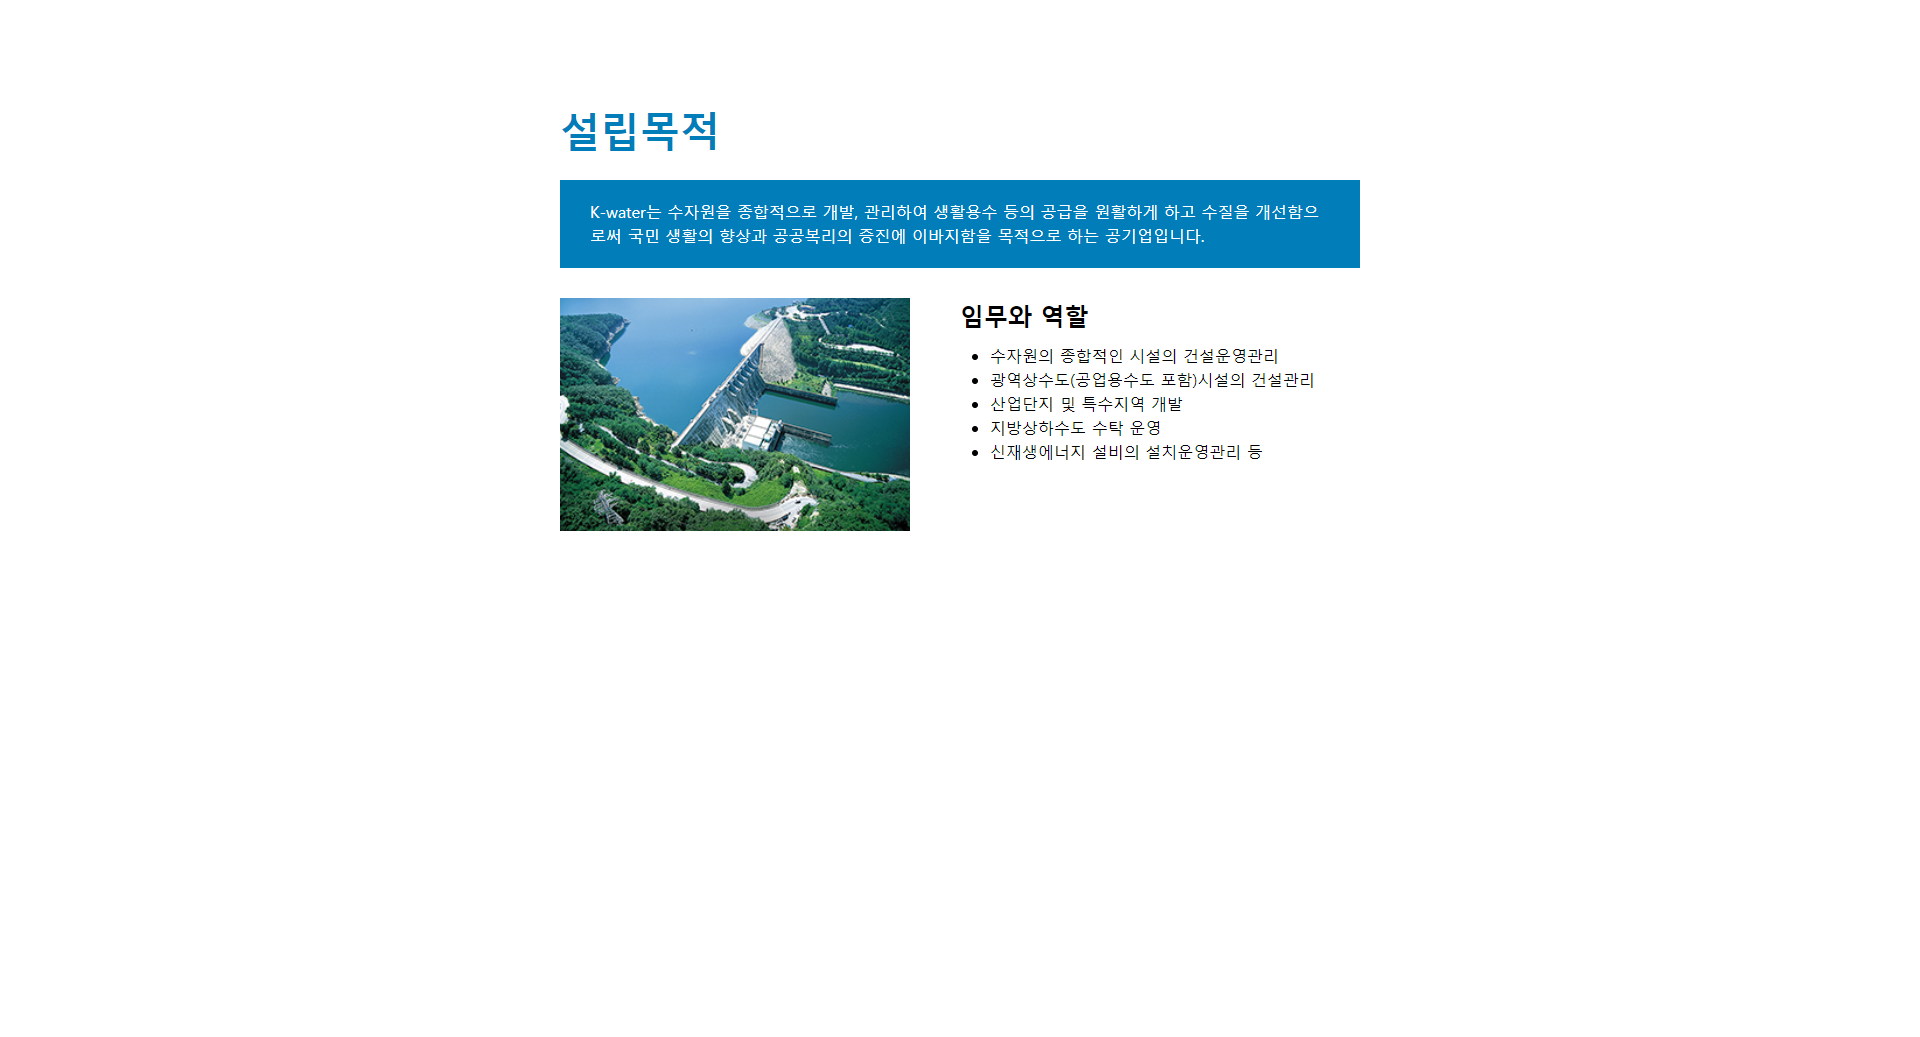 설립목적
K-water는 수자원을 종합적으로 개발, 관리하여 생활용수 등의 공급을 원활하게 하고 수질을 개선함으
로써 국민 생활의 향상과 공공복리의 증진에 이바지함을 목적으로 하는 공기업입니다.
임무와 역할
수자원의 종합적인 시설의 건설운영관리
광역상수도(공업용수도 포함)시설의 건설관리
산업단지 및 특수지역 개발
지방상하수도 수탁 운영
신재생에너지 설비의 설치운영관리 등